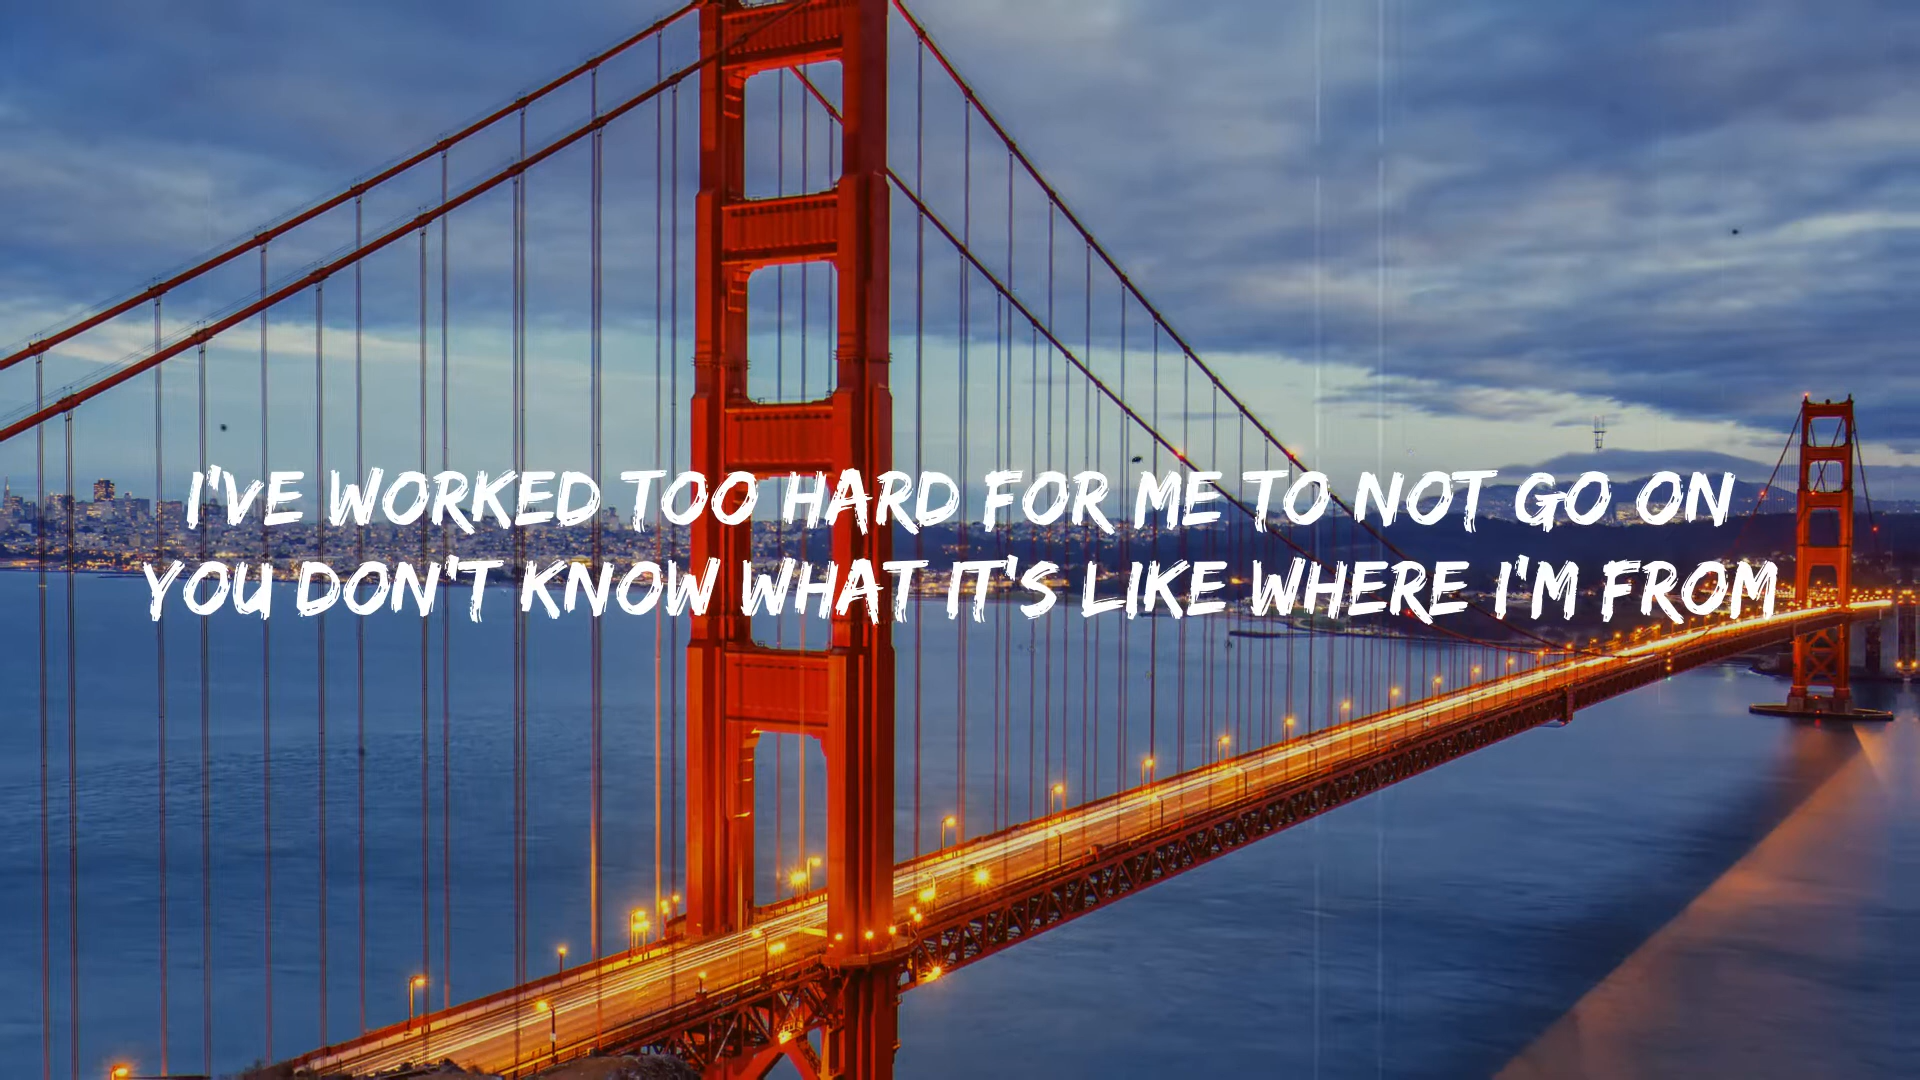 I'VE WORKED TOO HARD FOR ME TO NOT GO ON
YOU DON'T KNOW WHAT IT'S LIKE WHERE I'M FROM